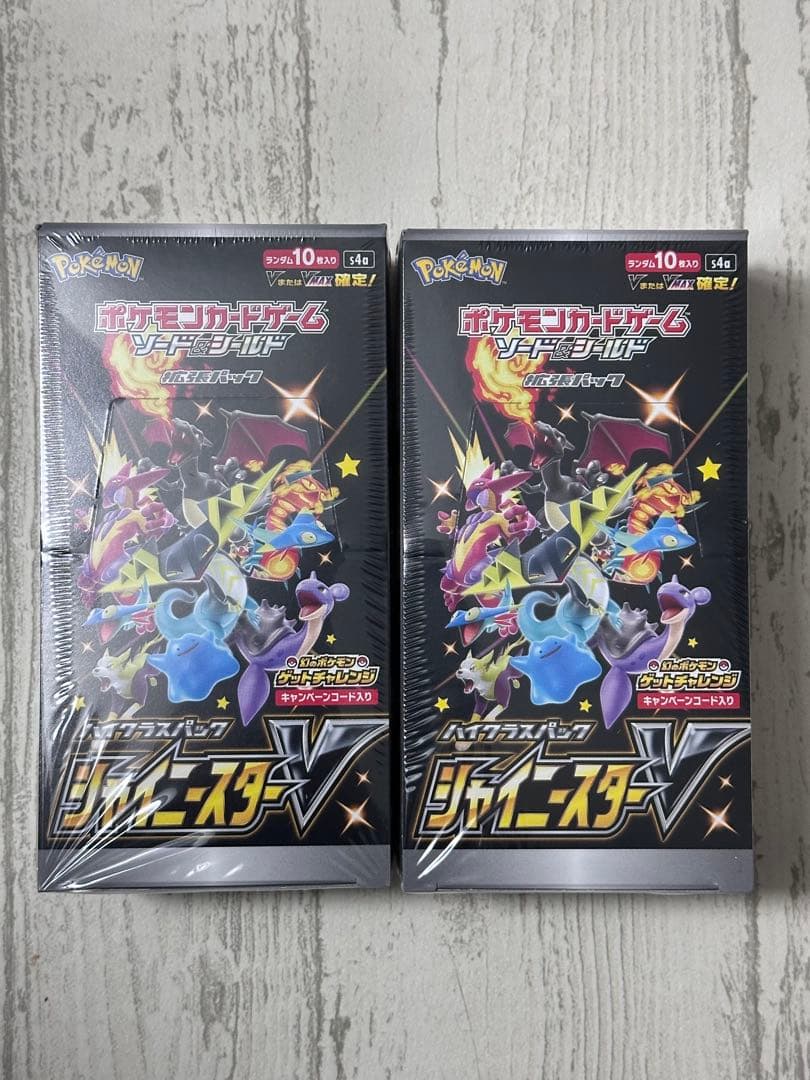 POKÉMON
ランダム10枚入り
s4a
VまたはVMAX確定!
ポケモンカードゲーム
ソード&シールド
拡張パック
幻のポケモン
ゲットチャレンジ
キャンペーンコード入り
ハイクラスパック
シャイニースターV
POKÉMON
ランダム10枚入り
s4a
VまたはVMAX確定!
ポケモンカードゲーム
ソード&シールド
拡張パック
幻のポケモン
ゲットチャレンジ
キャンペーンコード入り
ハイクラスパック
シャイニースターV